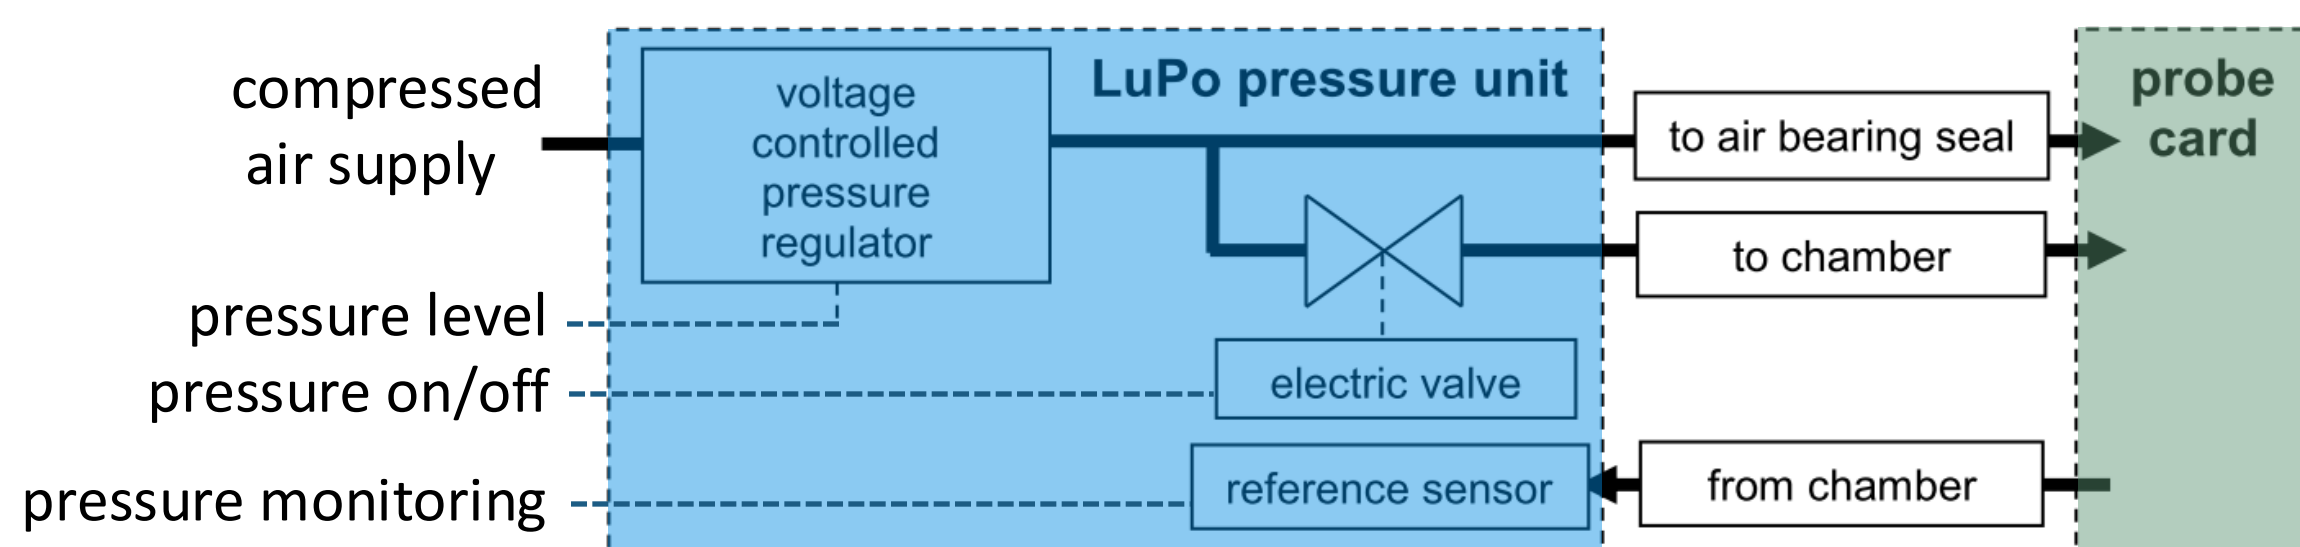 compressed
air supply
voltage
controlled
pressure
regulator
LuPo pressure unit
to air bearing seal
probe
card
to chamber
pressure level
pressure on/off
electric valve
pressure monitoring
reference sensor
from chamber